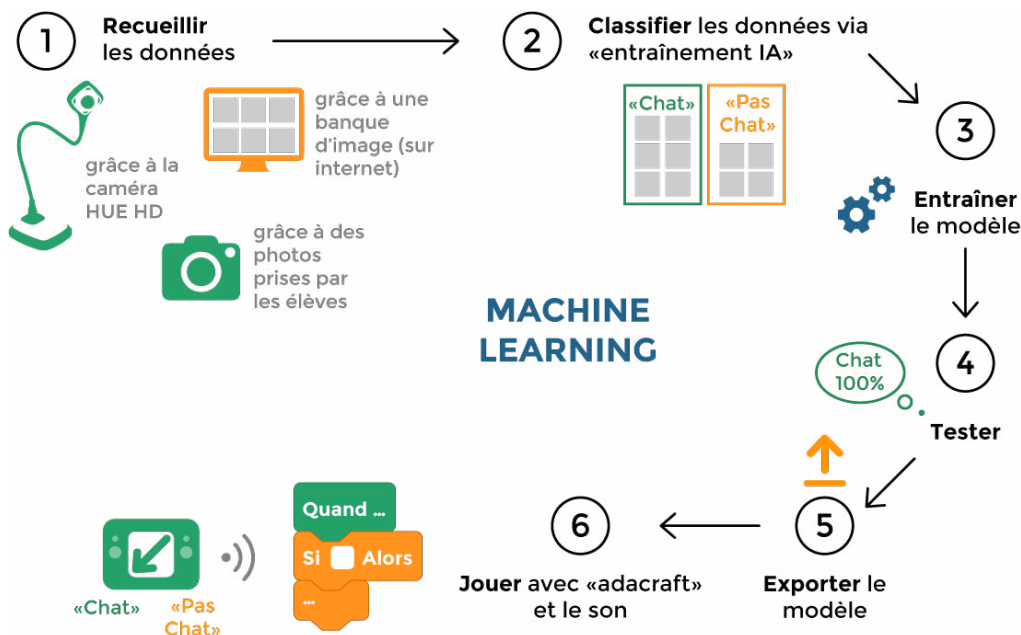 1
Recueillir
les données
grâce à la
caméra
HUE HD
grâce à une
banque
d'image (sur
internet)
grâce à des
photos
prises par
les élèves
2
Classifier les données via
«entraînement IA»
«Chat»
«Pas
Chat»
3
Entraîner
le modèle
MACHINE
LEARNING
4
Chat
100%
Tester
5
Exporter le
modèle
6
Jouer avec «adacraft»
et le son
Quand ...
Si Alors
...
«Chat»
«Pas
Chat»